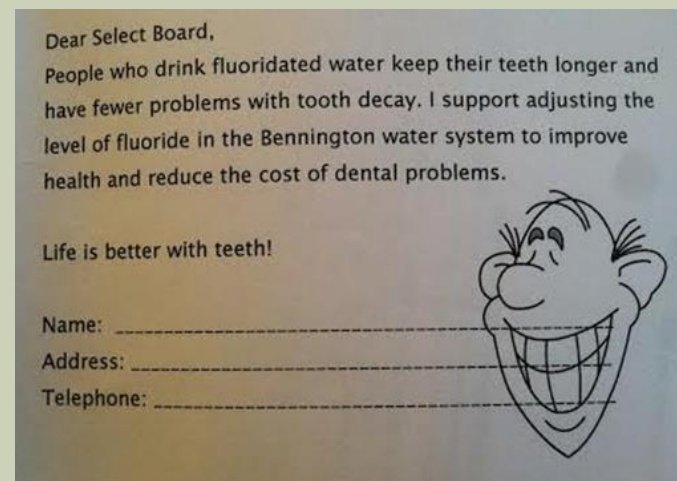 Dear Select Board,
People who drink fluoridated water keep their teeth longer and
have fewer problems with tooth decay. I support adjusting the
level of fluoride in the Bennington water system to improve
health and reduce the cost of dental problems.
Life is better with teeth!
Name:
Address:
Telephone: